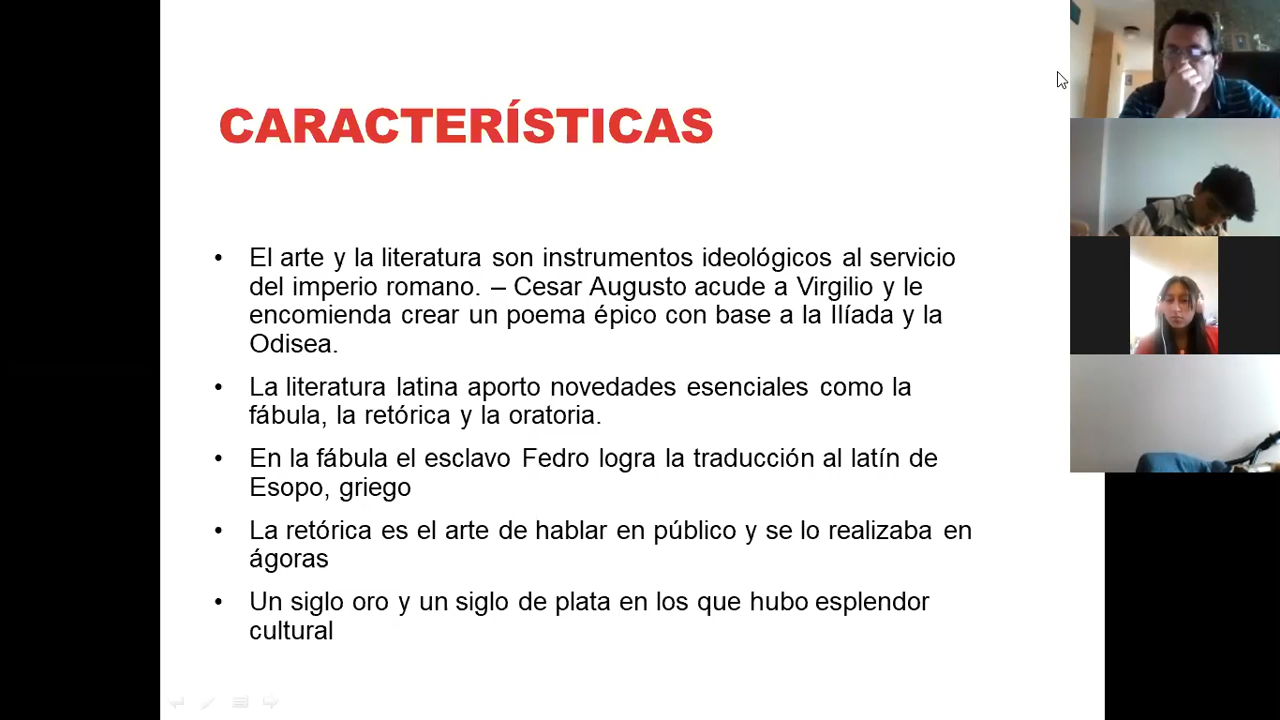 CARACTERÍSTICAS
• El arte y la literatura son instrumentos ideológicos al servicio
del imperio romano. – Cesar Augusto acude a Virgilio y le
encomienda crear un poema épico con base a la Ilíada y la
Odisea.
• La literatura latina aporto novedades esenciales como la
fábula, la retórica y la oratoria.
• En la fábula el esclavo Fedro logra la traducción al latín de
Esopo, griego
• La retórica es el arte de hablar en público y se lo realizaba en
ágoras
• Un siglo oro y un siglo de plata en los que hubo esplendor
cultural